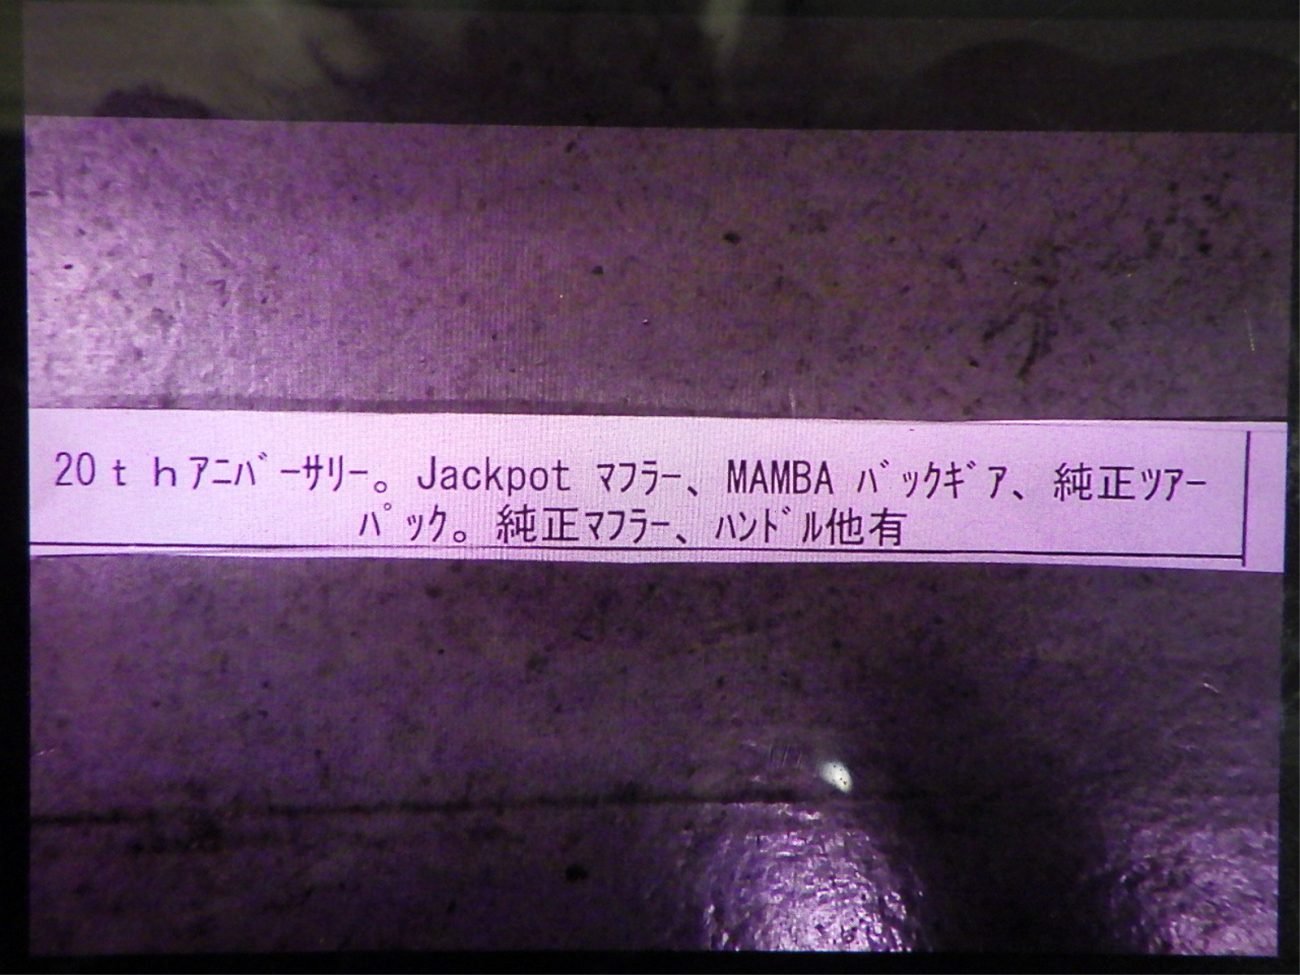 20ｔｈｱﾆﾊﾞｰｻﾘｰ。 Jackpot ﾏﾌﾗｰ、 MAMBA ﾊﾞｯｸｷﾞｱ、 純正ﾂｱｰ
ﾊﾟｯｸ。 純正ﾏﾌﾗｰ、 ﾊﾝﾄﾞﾙ他有